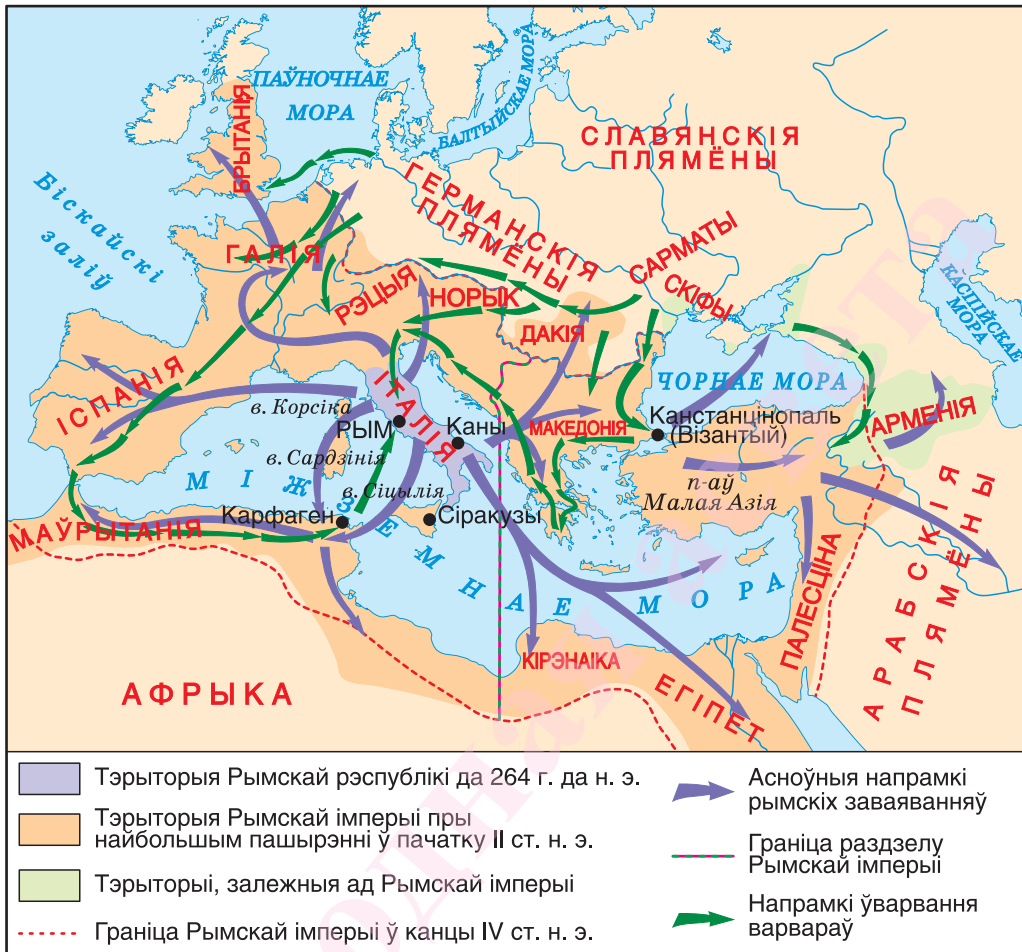 ПАЎНОЧНАЕ
МОРА
БАЛТЫЙСКАЕ МОРА
СЛАВЯНСКІЯ
ПЛЯМЁНЫ
БРЫТАНІЯ
Біскайскі
заліў
ГЕРМАНСКІЯ
ПЛЯМЁНЫ
САРМАТЫ
СКІФЫ
КАСПІЙСКАЕ
МОРА
ГАЛІЯ
РЭЦЫЯ
НОРЫК
ДАКІЯ
ІСПАНІЯ
ІТАЛІЯ
ЧОРНАЕ МОРА
в. Корсіка
РЫМ
Каны
МАКЕДОНІЯ
Канстанцінопаль
(Візантый)
АРМЕНІЯ
в. Сардзінія
в. Сіцылія
п-аў
Малая Азія
МІЖЗЕМНАЕ МОРА
Карфаген
Сіракузы
МАЎРЫТАНІЯ
ПАЛЕСЦІНА
АРАБСКІЯ
ПЛЯМЁНЫ
КІРЭНАІКА
ЕГІПЕТ
АФРЫКА
Тэрыторыя Рымскай рэспублікі да 264 г. да н. э.
Тэрыторыя Рымскай імперыі пры
найбольшым пашырэнні ў пачатку II ст. н. э.
Тэрыторыі, залежныя ад Рымскай імперыі
Граніца Рымскай імперыі ў канцы IV ст. н. э.
Асноўныя напрамкі
рымскіх заваяванняў
Граніца раздзелу
Рымскай імперыі
Напрамкі ўварвання
варвараў